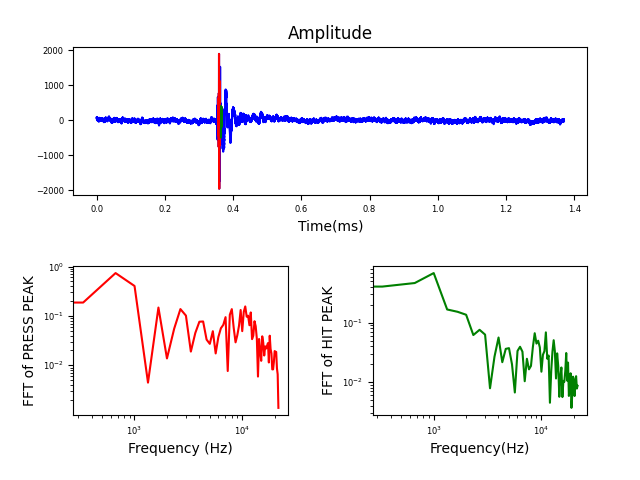 Amplitude
2000
1000
0
−1000
−2000
0.0 0.2 0.4 0.6 0.8 1.0 1.2 1.4
Time(ms)
FFT of PRESS PEAK
10⁰
10⁻¹
10⁻²
10³ 10⁴
Frequency (Hz)
FFT of HIT PEAK
10⁻¹
10⁻²
10³ 10⁴
Frequency(Hz)